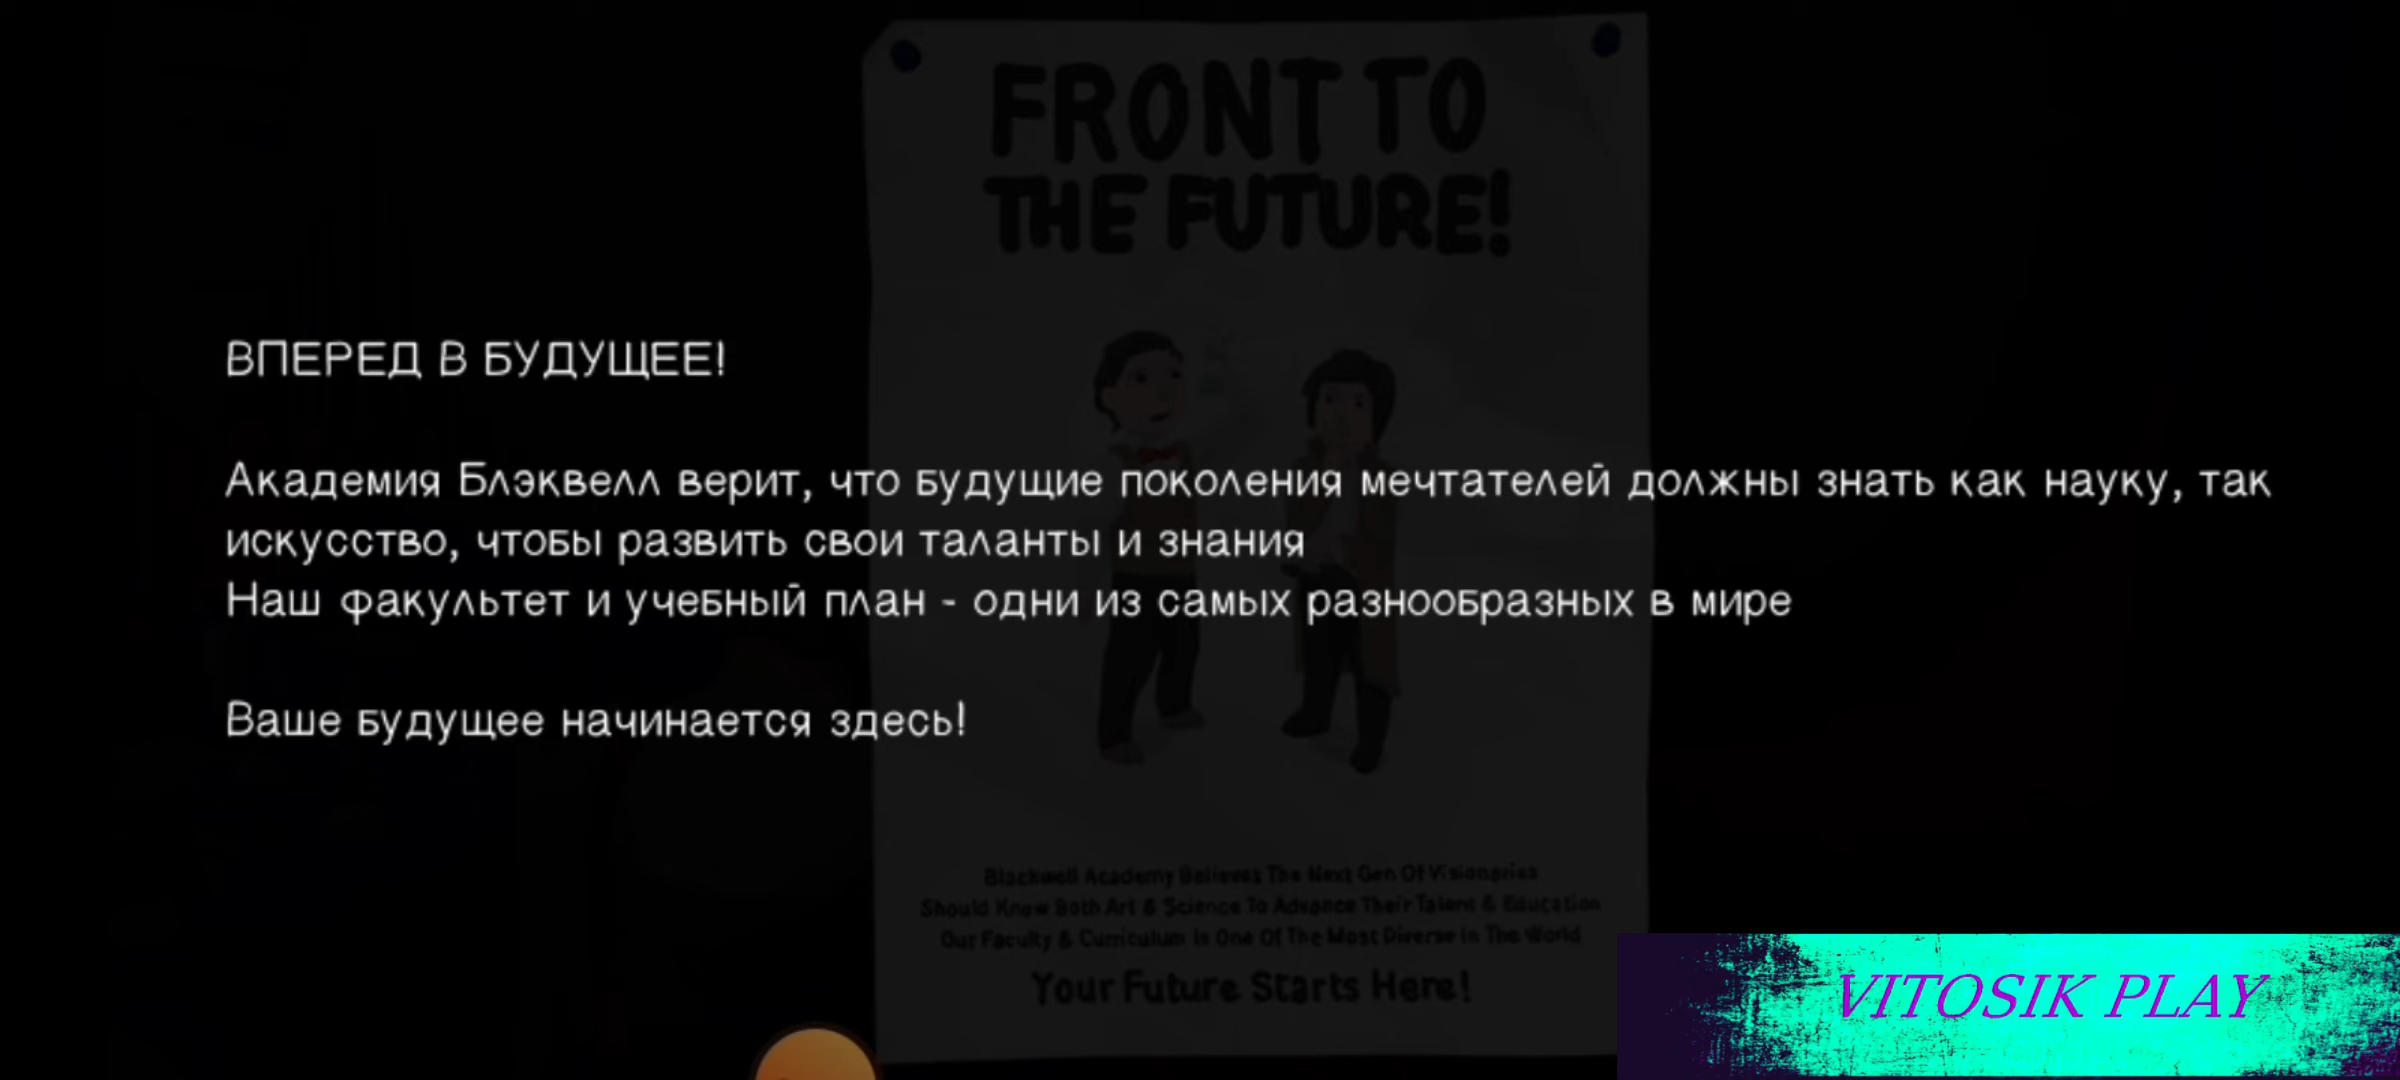 FRONT TO
THE FUTURE!
ВПЕРЕД В БУДУЩЕЕ!
Академия Блэквелл верит, что будущие поколения мечтателей должны знать как науку, так
искусство, чтобы развить свои таланты и знания
Наш факультет и учебный план - одни из самых разнообразных в мире
Ваше будущее начинается здесь!
Blackwell Academy Believes The Next Gen Of Visionaries
Should Know Both Art & Science To Advance Their Talent & Education
Our Faculty & Curriculum Is One Of The Most Diverse In The World
Your Future Starts Here!
VITOSIK PLAY